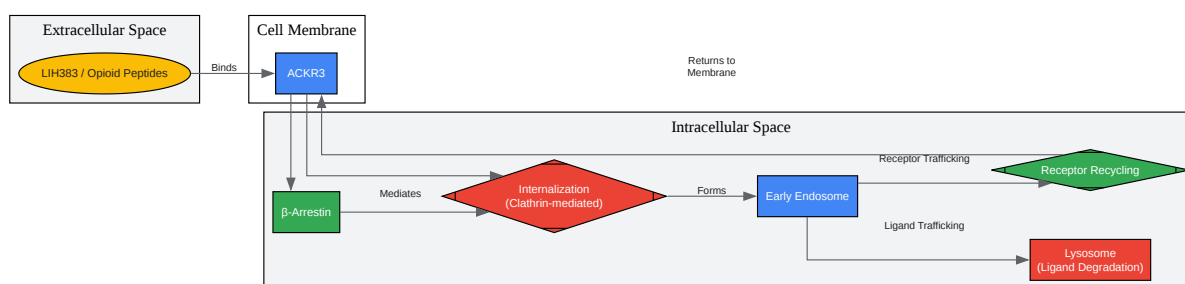 Extracellular Space
Cell Membrane
LIH383 / Opioid Peptides
Binds
ACKR3
Returns to
Membrane
Intracellular Space
Receptor Trafficking
Receptor Recycling
Mediates
Internalization
(Clathrin-mediated)
Forms
Early Endosome
β-Arrestin
Ligand Trafficking
Lysosome
(Ligand Degradation)